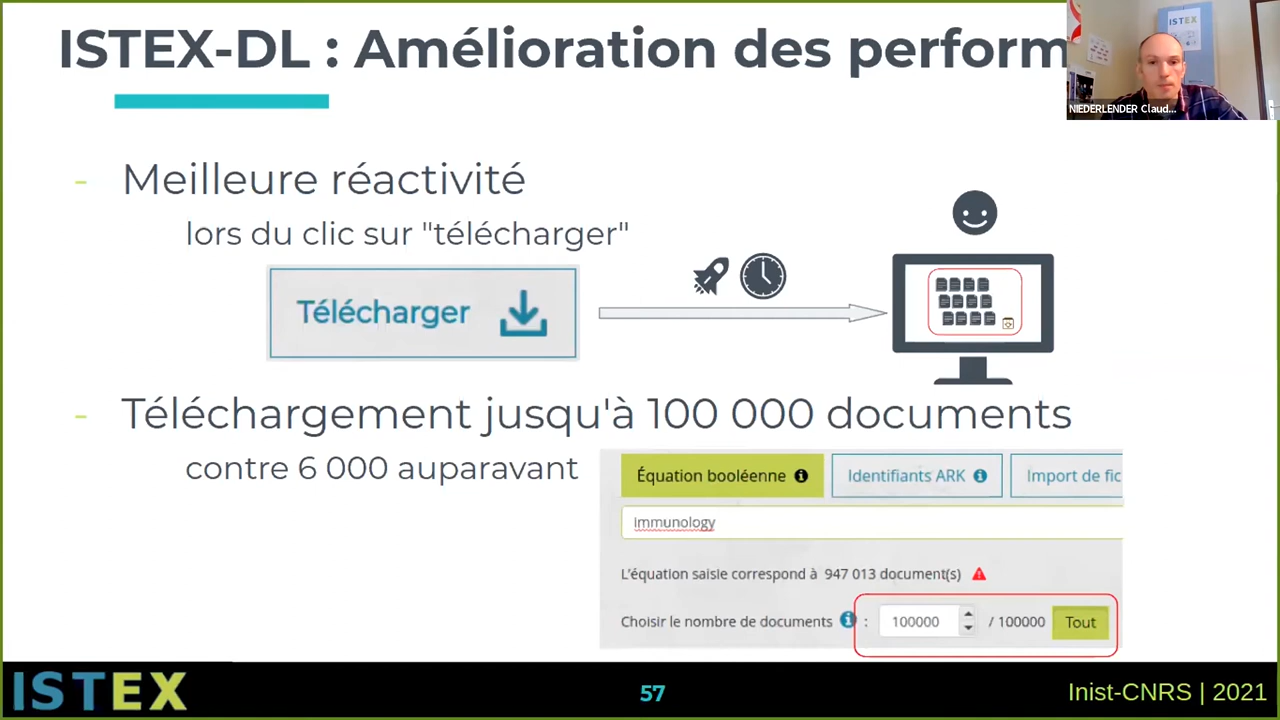 ISTEX-DL : Amélioration des perform
ISTEX
NIEDERLENDER Claud...
- Meilleure réactivité
lors du clic sur "télécharger"
Télécharger
- Téléchargement jusqu'à 100 000 documents
contre 6 000 auparavant
Équation booléenne
Identifiants ARK
Import de fic
Immunology
L'équation saisie correspond à 947 013 document(s)
Choisir le nombre de documents : 100000 / 100000 Tout
ISTEX
57
Inist-CNRS | 2021